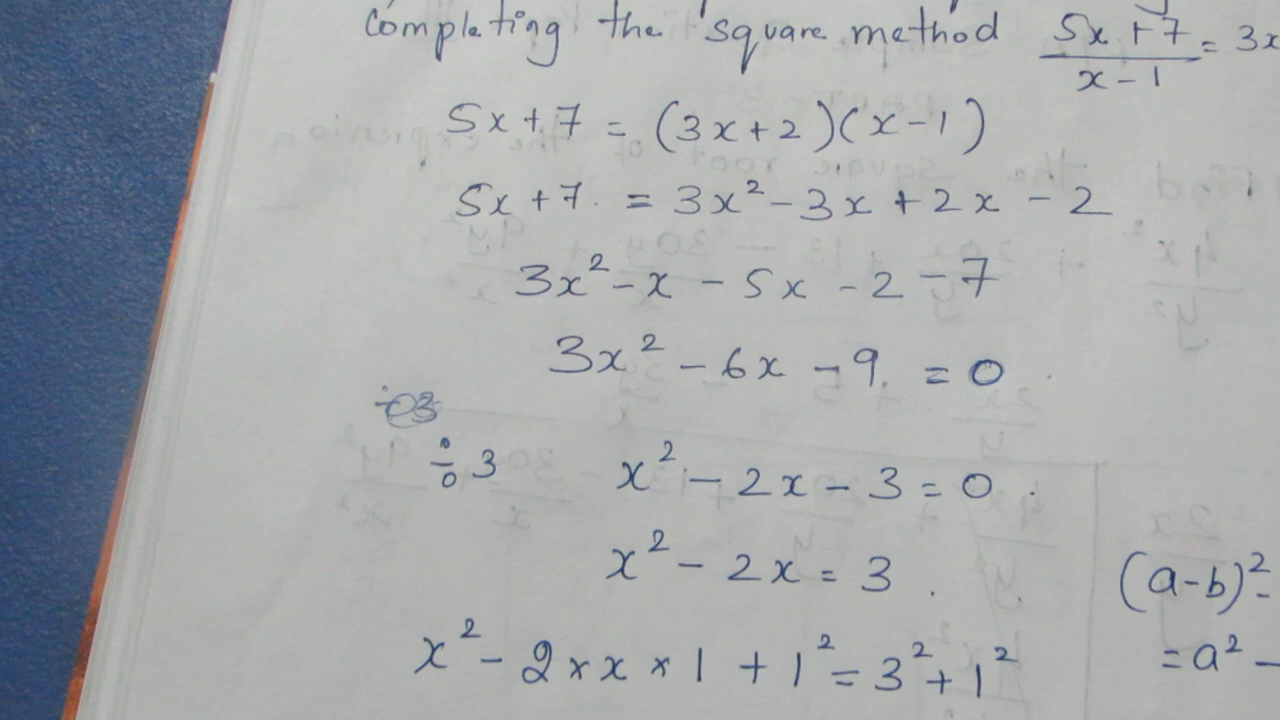 completing the square method 5x+7/x-1 = 3x
5x+7 = (3x+2)(x-1)
5x+7 = 3x²-3x+2x-2
3x²-x-5x-2-7
3x²-6x-9=0
÷3 x²-2x-3=0
x²-2x=3
(a-b)²=
x²-2×x×1+1²=3²+1²
=a²-